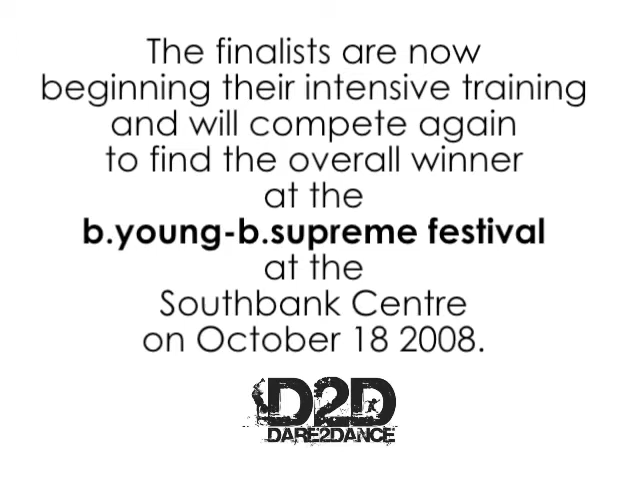 The finalists are now
beginning their intensive training
and will compete again
to find the overall winner
at the
b.young-b.supreme festival
at the
Southbank Centre
on October 18 2008.
D2D
DARE2DANCE